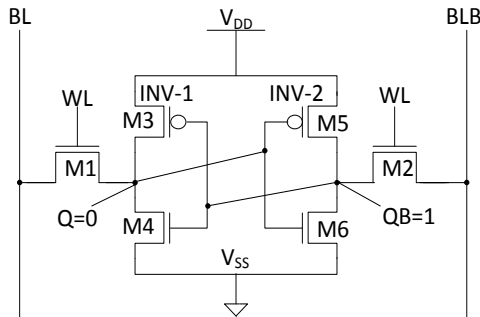 BL
V_DD
BLB
WL
INV-1
INV-2
WL
M3
M5
M1
M2
Q=0
M4
M6
QB=1
V_SS